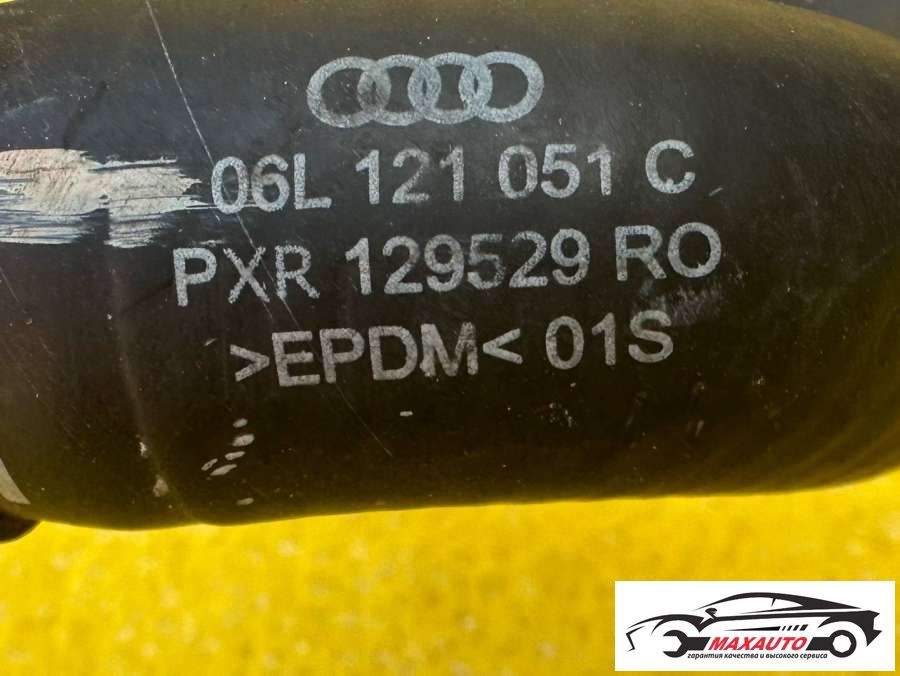 06L 121 051 C
PXR 129529 RO
>EPDM< 01S
MAXAUTO
гарантия качества и высокого сервиса